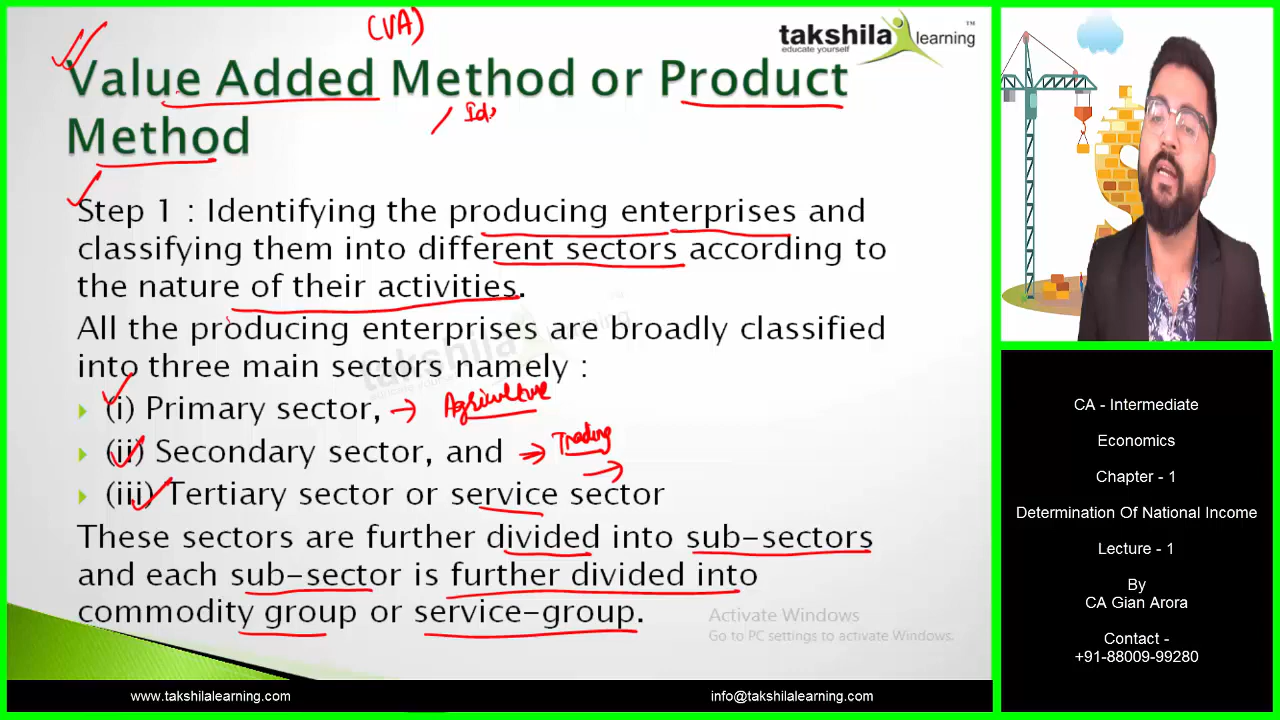 (VA)
takshila learning
TM
educate yourself
Value Added Method or Product
Method
Step 1 : Identifying the producing enterprises and
classifying them into different sectors according to
the nature of their activities.
All the producing enterprises are broadly classified
into three main sectors namely :
(i) Primary sector, → Agriculture
(ii) Secondary sector, and → Trading
→
(iii) Tertiary sector or service sector
These sectors are further divided into sub-sectors
and each sub-sector is further divided into
commodity group or service-group.
takshila
Activate Windows
Go to PC settings to activate Windows.
www.takshilalearning.com
info@takshilalearning.com
CA - Intermediate
Economics
Chapter - 1
Determination Of National Income
Lecture - 1
By
CA Gian Arora
Contact -
+91-88009-99280